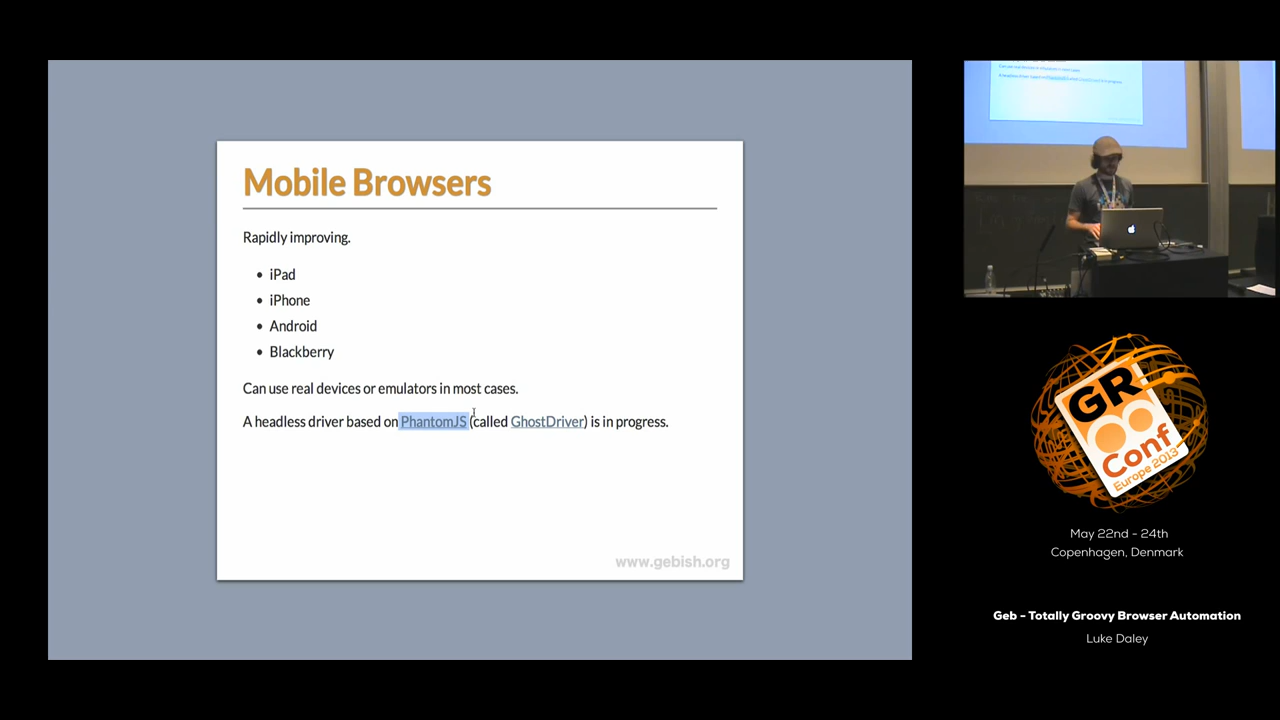 Mobile Browsers
Rapidly improving.
• iPad
• iPhone
• Android
• Blackberry
Can use real devices or emulators in most cases.
A headless driver based on PhantomJS (called GhostDriver) is in progress.
www.gebish.org
GR
Conf
Europe 2013
May 22nd - 24th
Copenhagen, Denmark
Geb - Totally Groovy Browser Automation
Luke Daley